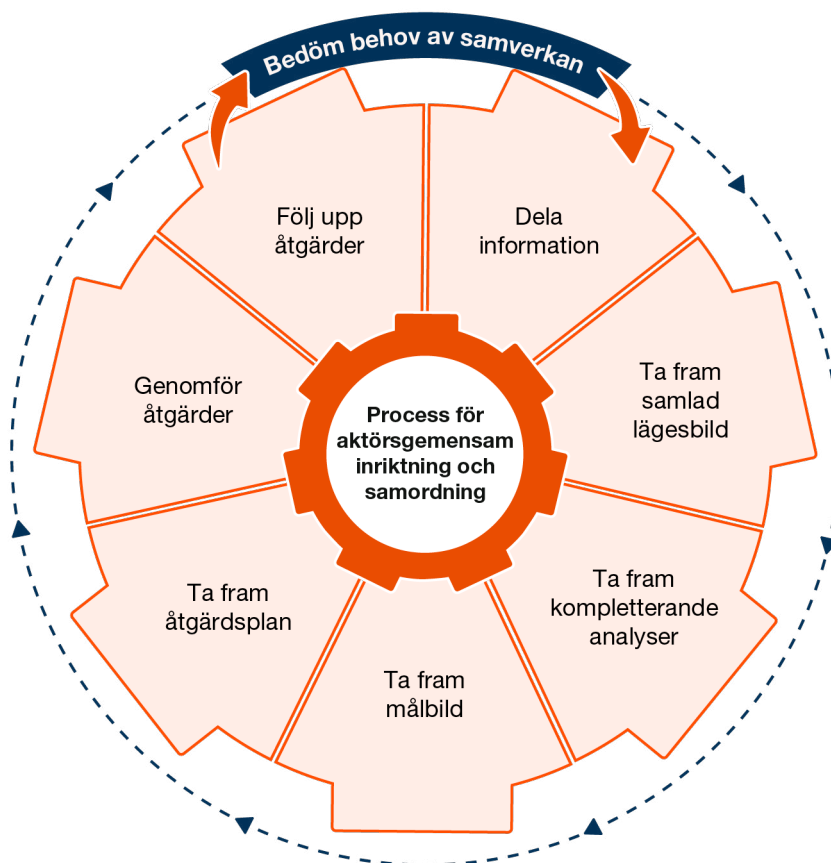 Bedöm behov av samverkan
Dela
information
Ta fram
samlad
lägesbild
Ta fram
kompletterande
analyser
Ta fram
målbild
Ta fram
åtgärdsplan
Genomför
åtgärder
Följ upp
åtgärder
Process för
aktörsgemensam
inriktning och
samordning